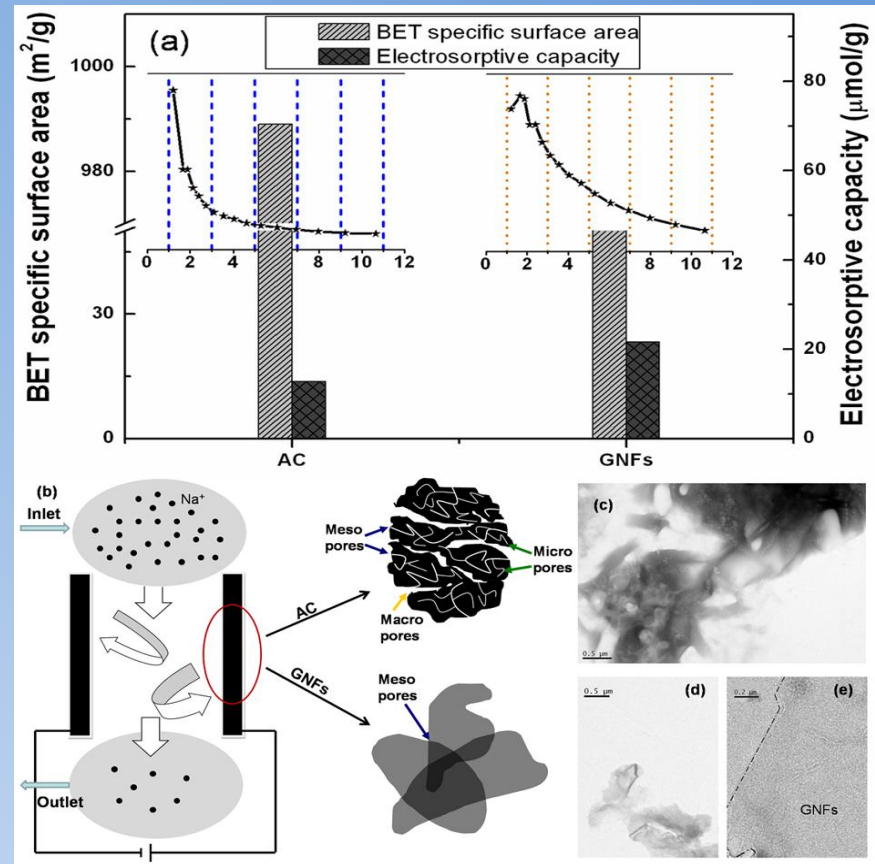 (a)
BET specific surface area
Electrosorptive capacity
BET specific surface area (m²/g)
1000
980
30
0
Electrosorptive capacity (μmol/g)
80
60
40
20
0
0 2 4 6 8 10 12
0 2 4 6 8 10 12
AC
GNFs
(b)
Na⁺
Inlet
Outlet
AC
GNFs
Meso pores
Micro pores
Macro pores
Meso pores
(c)
0.5 μm
(d)
0.5 μm
(e)
0.2 μm
GNFs